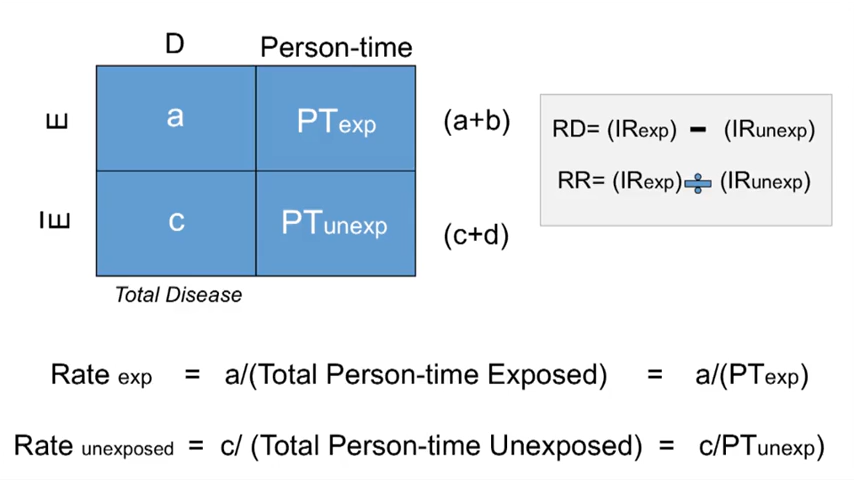 D Person-time
E a PTexp (a+b)
RD= (IRexp) - (IRunexp)
RR= (IRexp) ÷ (IRunexp)
Ē c PTunexp (c+d)
Total Disease
Rate exp = a/(Total Person-time Exposed) = a/(PTexp)
Rate unexposed = c/ (Total Person-time Unexposed) = c/PTunexp)